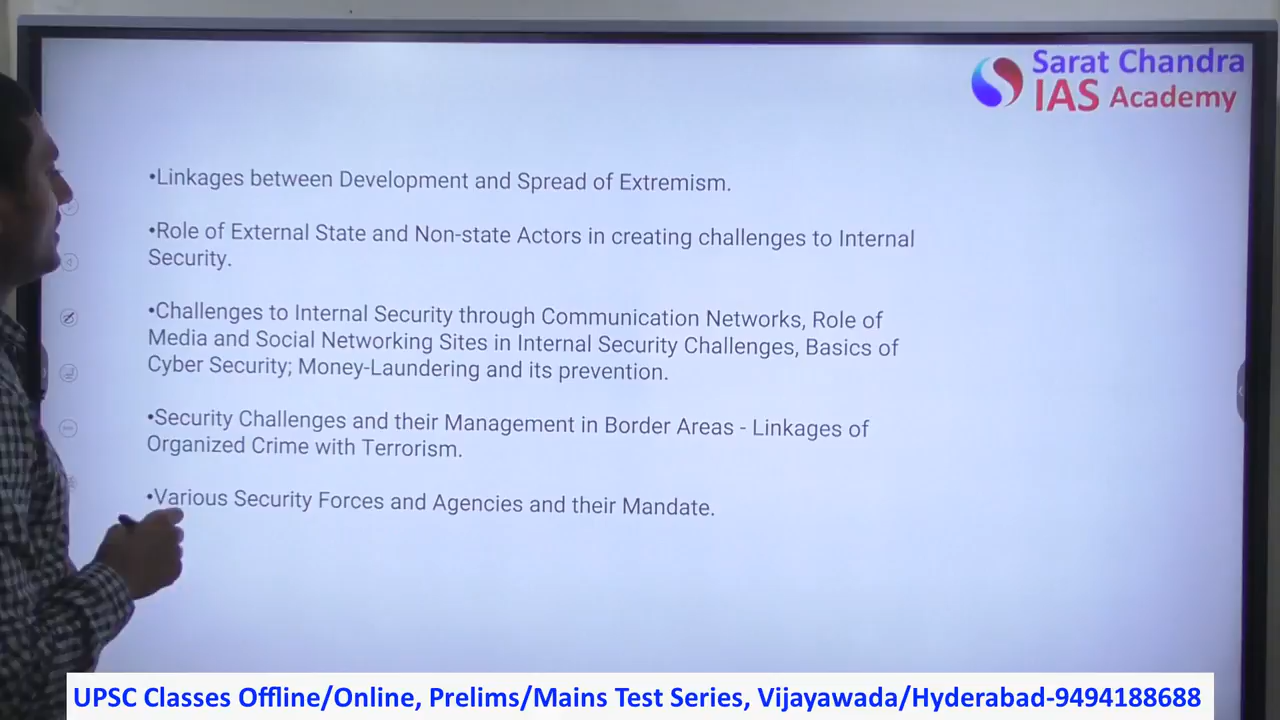 Sarat Chandra
IAS Academy
•Linkages between Development and Spread of Extremism.
•Role of External State and Non-state Actors in creating challenges to Internal
Security.
•Challenges to Internal Security through Communication Networks, Role of
Media and Social Networking Sites in Internal Security Challenges, Basics of
Cyber Security; Money-Laundering and its prevention.
•Security Challenges and their Management in Border Areas - Linkages of
Organized Crime with Terrorism.
•Various Security Forces and Agencies and their Mandate.
UPSC Classes Offline/Online, Prelims/Mains Test Series, Vijayawada/Hyderabad-9494188688